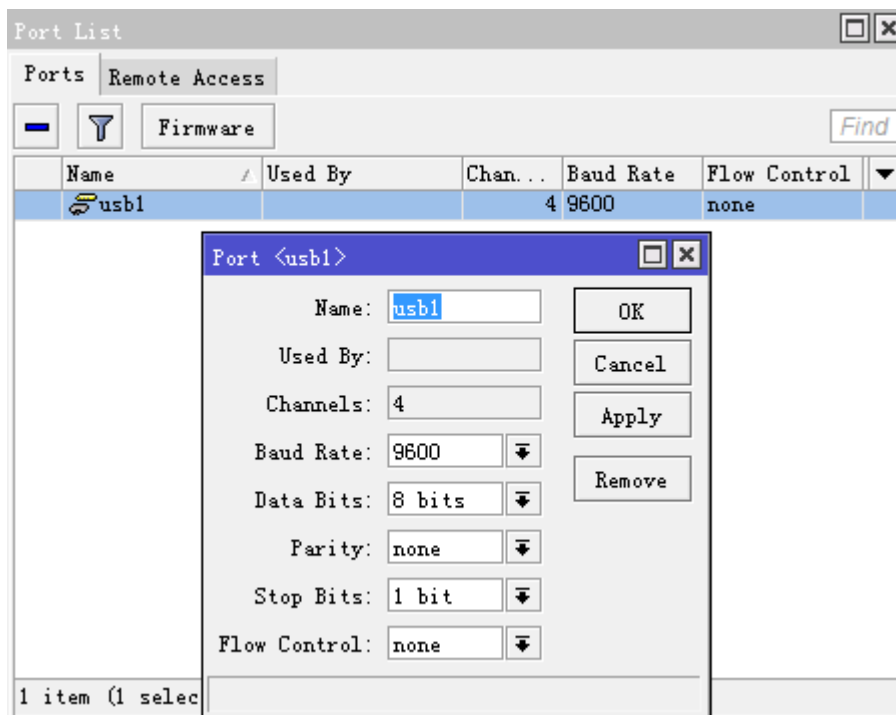 Port List
Ports Remote Access
Firmware Find
Name Used By Chan... Baud Rate Flow Control
usb1 4 9600 none
Port <usb1>
Name: usb1 OK
Used By: Cancel
Channels: 4 Apply
Baud Rate: 9600
Remove
Data Bits: 8 bits
Parity: none
Stop Bits: 1 bit
Flow Control: none
1 item (1 selec